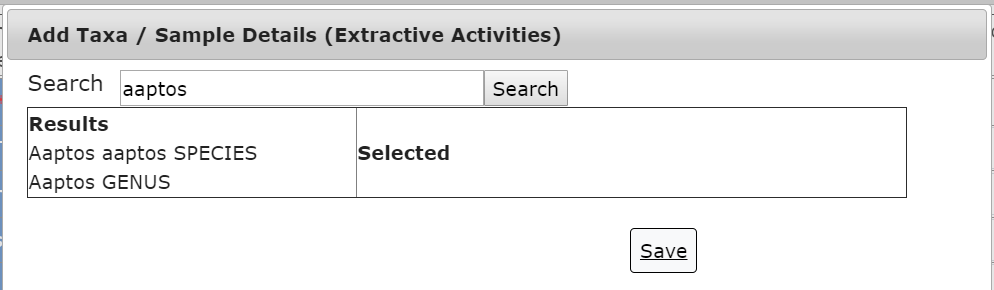 Add Taxa / Sample Details (Extractive Activities)
Search aaptos Search
Results
Aaptos aaptos SPECIES
Aaptos GENUS
Selected
Save